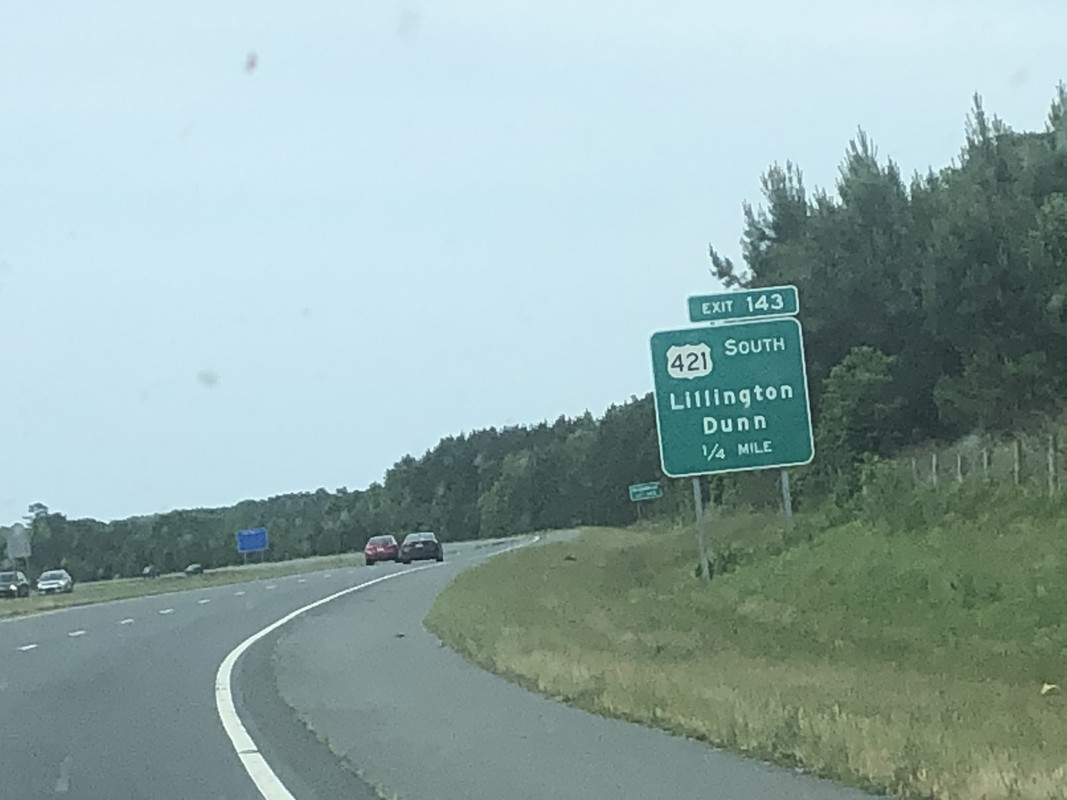 EXIT 143
421 SOUTH
Lillington
Dunn
1/4 MILE